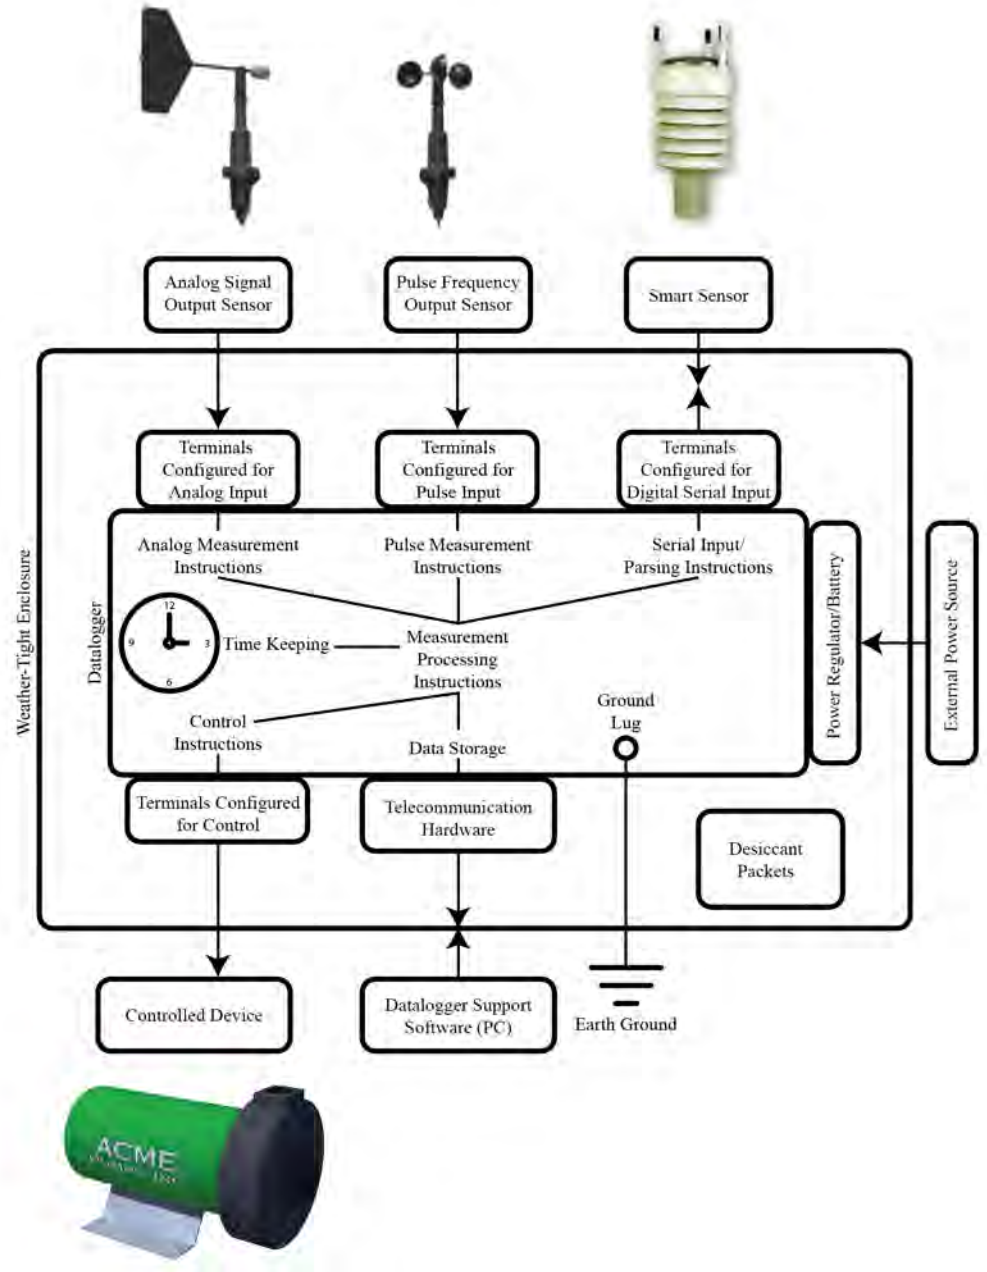 Analog Signal
Output Sensor
Pulse Frequency
Output Sensor
Smart Sensor
Terminals
Configured for
Analog Input
Terminals
Configured for
Pulse Input
Terminals
Configured for
Digital Serial Input
Weather-Tight Enclosure
Datalogger
Analog Measurement
Instructions
Pulse Measurement
Instructions
Serial Input/
Parsing Instructions
12
9
3
6
Time Keeping
Measurement
Processing
Instructions
Control
Instructions
Data Storage
Ground
Lug
Power Regulator/Battery
External Power Source
Terminals Configured
for Control
Telecommunication
Hardware
Desiccant
Packets
Controlled Device
Datalogger Support
Software (PC)
Earth Ground
ACME